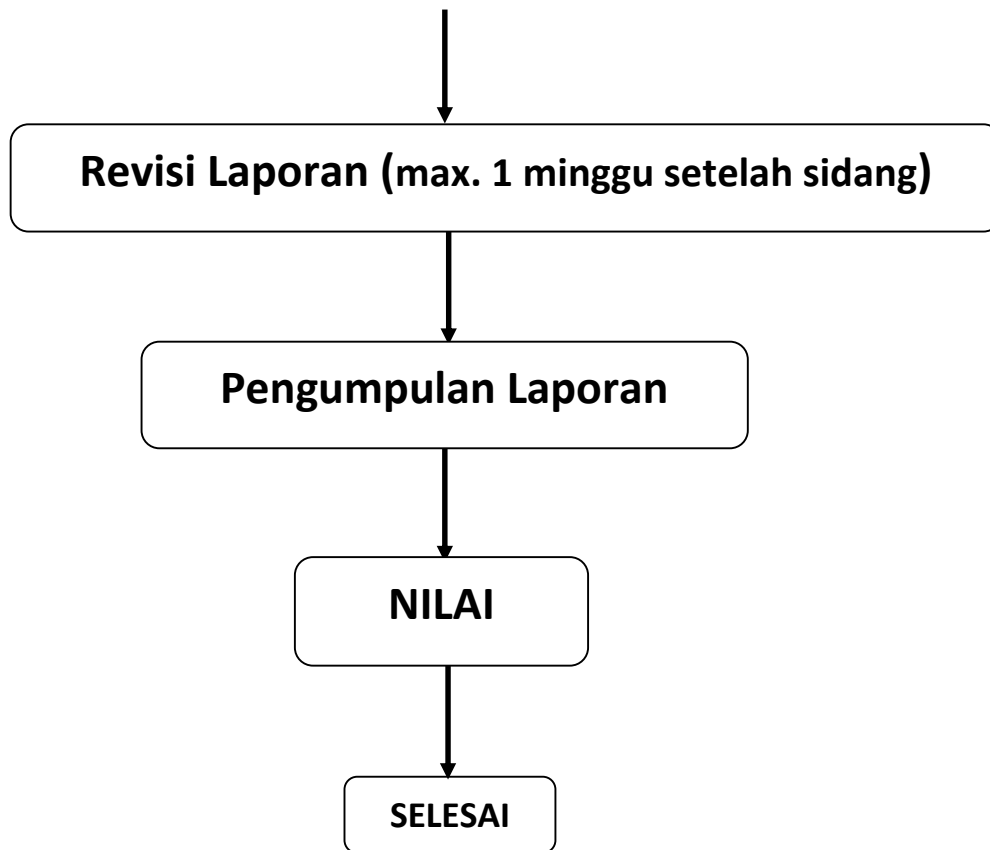 Revisi Laporan (max. 1 minggu setelah sidang)
Pengumpulan Laporan
NILAI
SELESAI